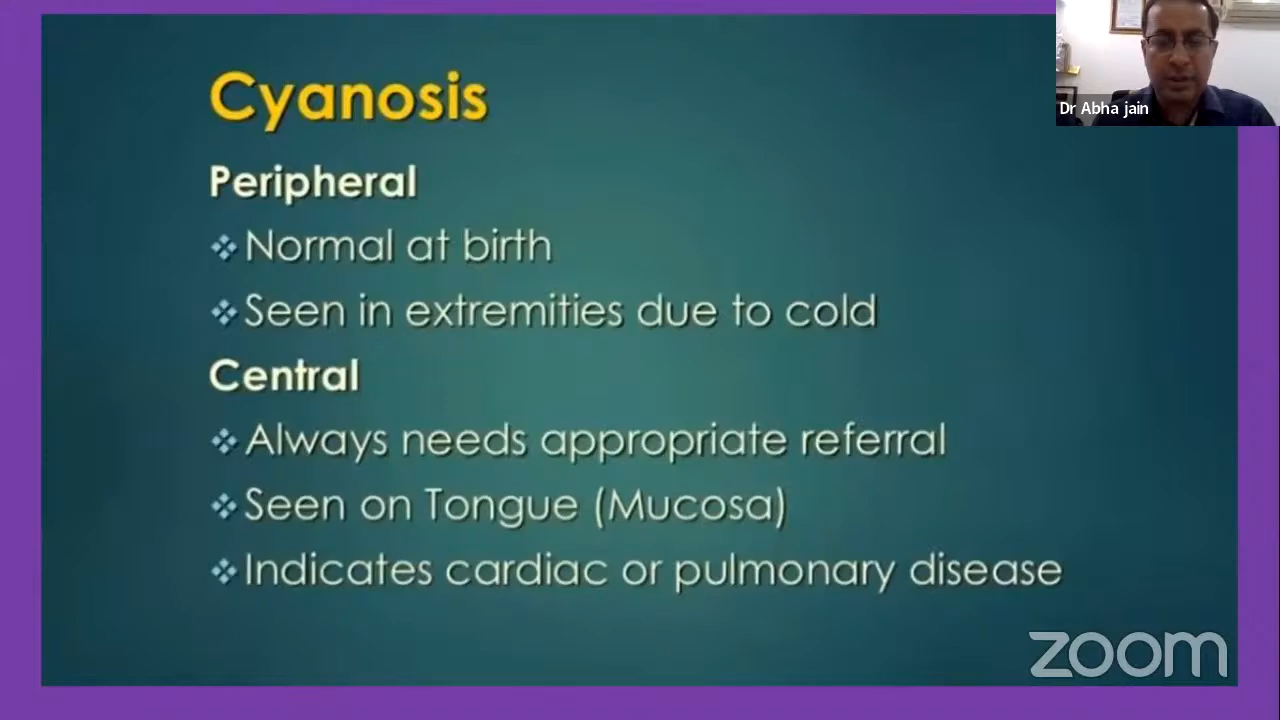 Cyanosis
Peripheral
Normal at birth
Seen in extremities due to cold
Central
Always needs appropriate referral
Seen on Tongue (Mucosa)
Indicates cardiac or pulmonary disease
Dr Abha jain
zoom